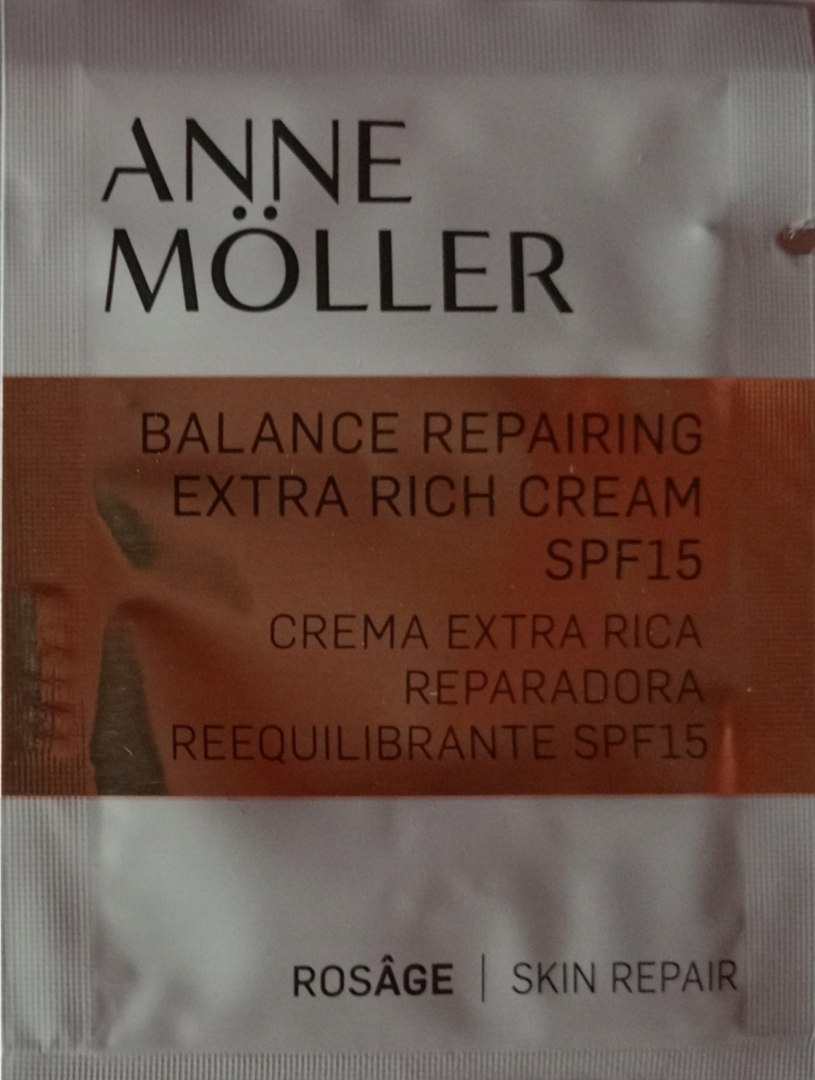 ANNE
MÖLLER
BALANCE REPAIRING
EXTRA RICH CREAM
SPF15
CREMA EXTRA RICA
REPARADORA
REEQUILIBRANTE SPF15
ROSÂGE | SKIN REPAIR